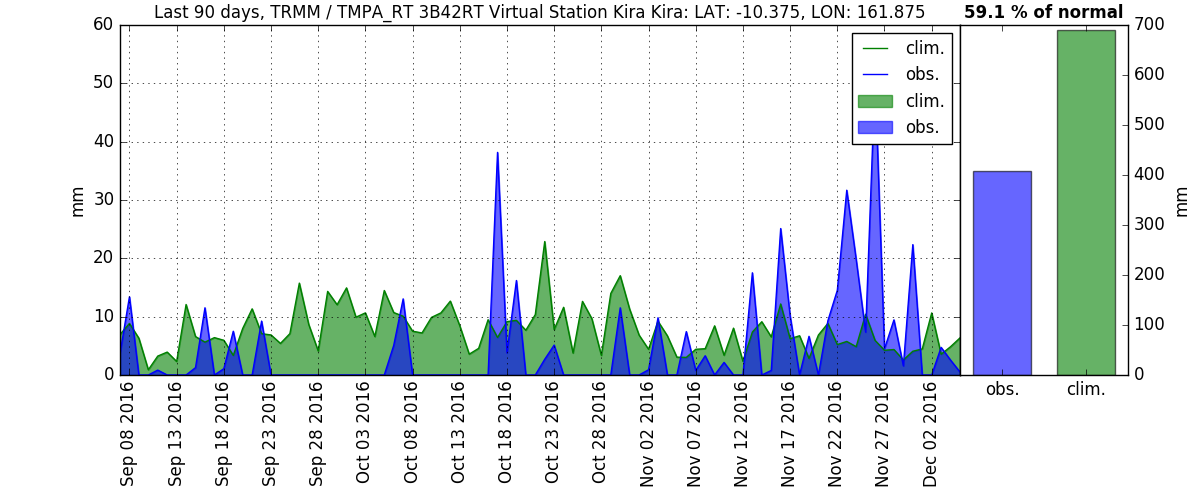 Last 90 days, TRMM / TMPA_RT 3B42RT Virtual Station Kira Kira: LAT: -10.375, LON: 161.875
59.1 % of normal
60
50
40
30
20
10
0
mm
clim.
obs.
clim.
obs.
700
600
500
400
300
200
100
0
mm
obs.
clim.
Sep 08 2016
Sep 13 2016
Sep 18 2016
Sep 23 2016
Sep 28 2016
Oct 03 2016
Oct 08 2016
Oct 13 2016
Oct 18 2016
Oct 23 2016
Oct 28 2016
Nov 02 2016
Nov 07 2016
Nov 12 2016
Nov 17 2016
Nov 22 2016
Nov 27 2016
Dec 02 2016